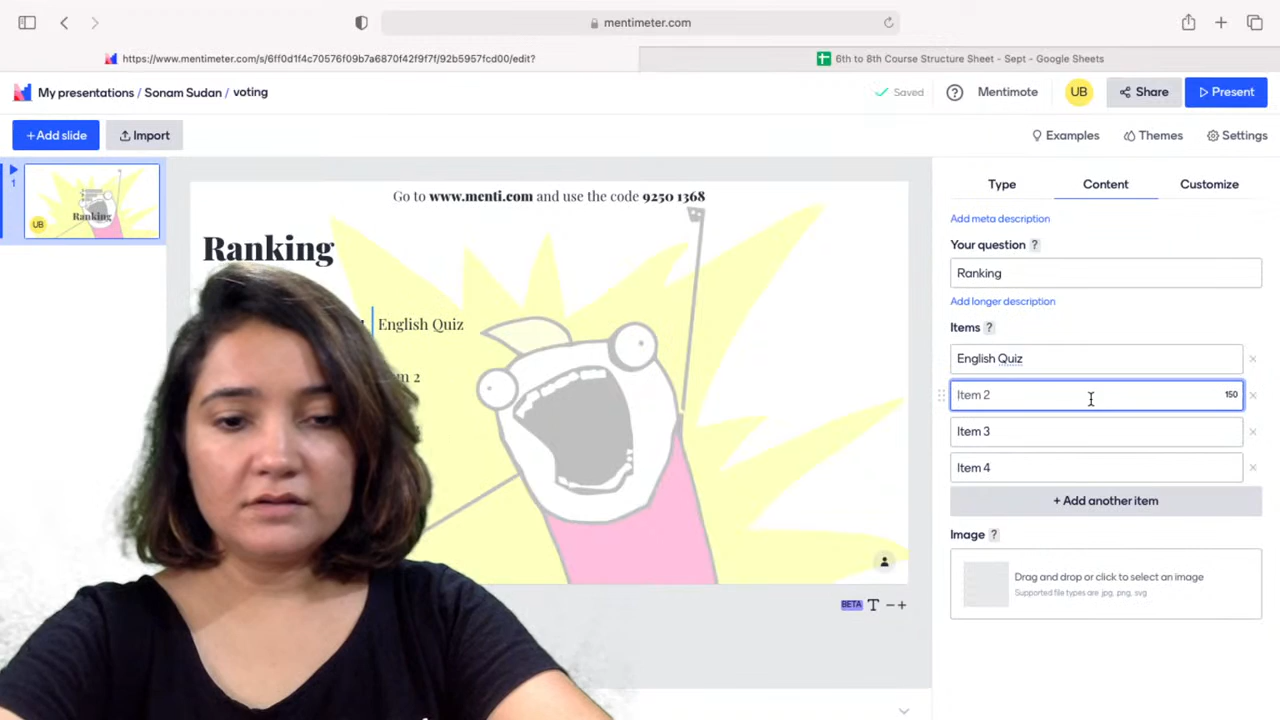 mentimeter.com
https://www.mentimeter.com/s/6ff0d1f4c70576f09b7a6870f42f9f7f/92b5957fcd00/edit?
6th to 8th Course Structure Sheet - Sept - Google Sheets
My presentations / Sonam Sudan / voting
Saved
?
Mentimote
UB
Share
Present
+Add slide
Import
Examples
Themes
Settings
1
Ranking
UB
Go to www.menti.com and use the code 9250 1368
Ranking
English Quiz
2
BETA T − +
Type
Content
Customize
Add meta description
Your question ?
Ranking
Add longer description
Items ?
English Quiz
Item 2
150
Item 3
Item 4
+ Add another item
Image ?
Drag and drop or click to select an image
Supported file types are jpg, png, svg